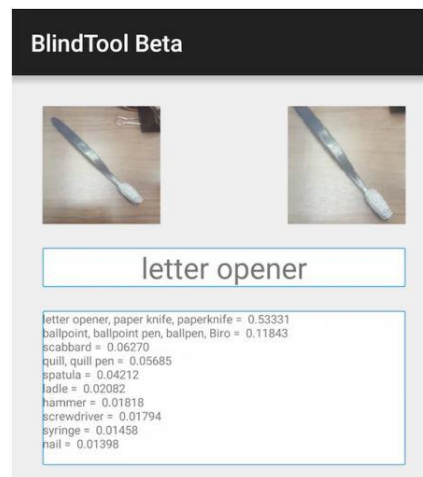 BlindTool Beta
letter opener
letter opener, paper knife, paperknife = 0.53331
ballpoint, ballpoint pen, ballpen, Biro = 0.11843
scabbard = 0.06270
quill, quill pen = 0.05685
spatula = 0.04212
ladle = 0.02082
hammer = 0.01818
screwdriver = 0.01794
syringe = 0.01458
nail = 0.01398